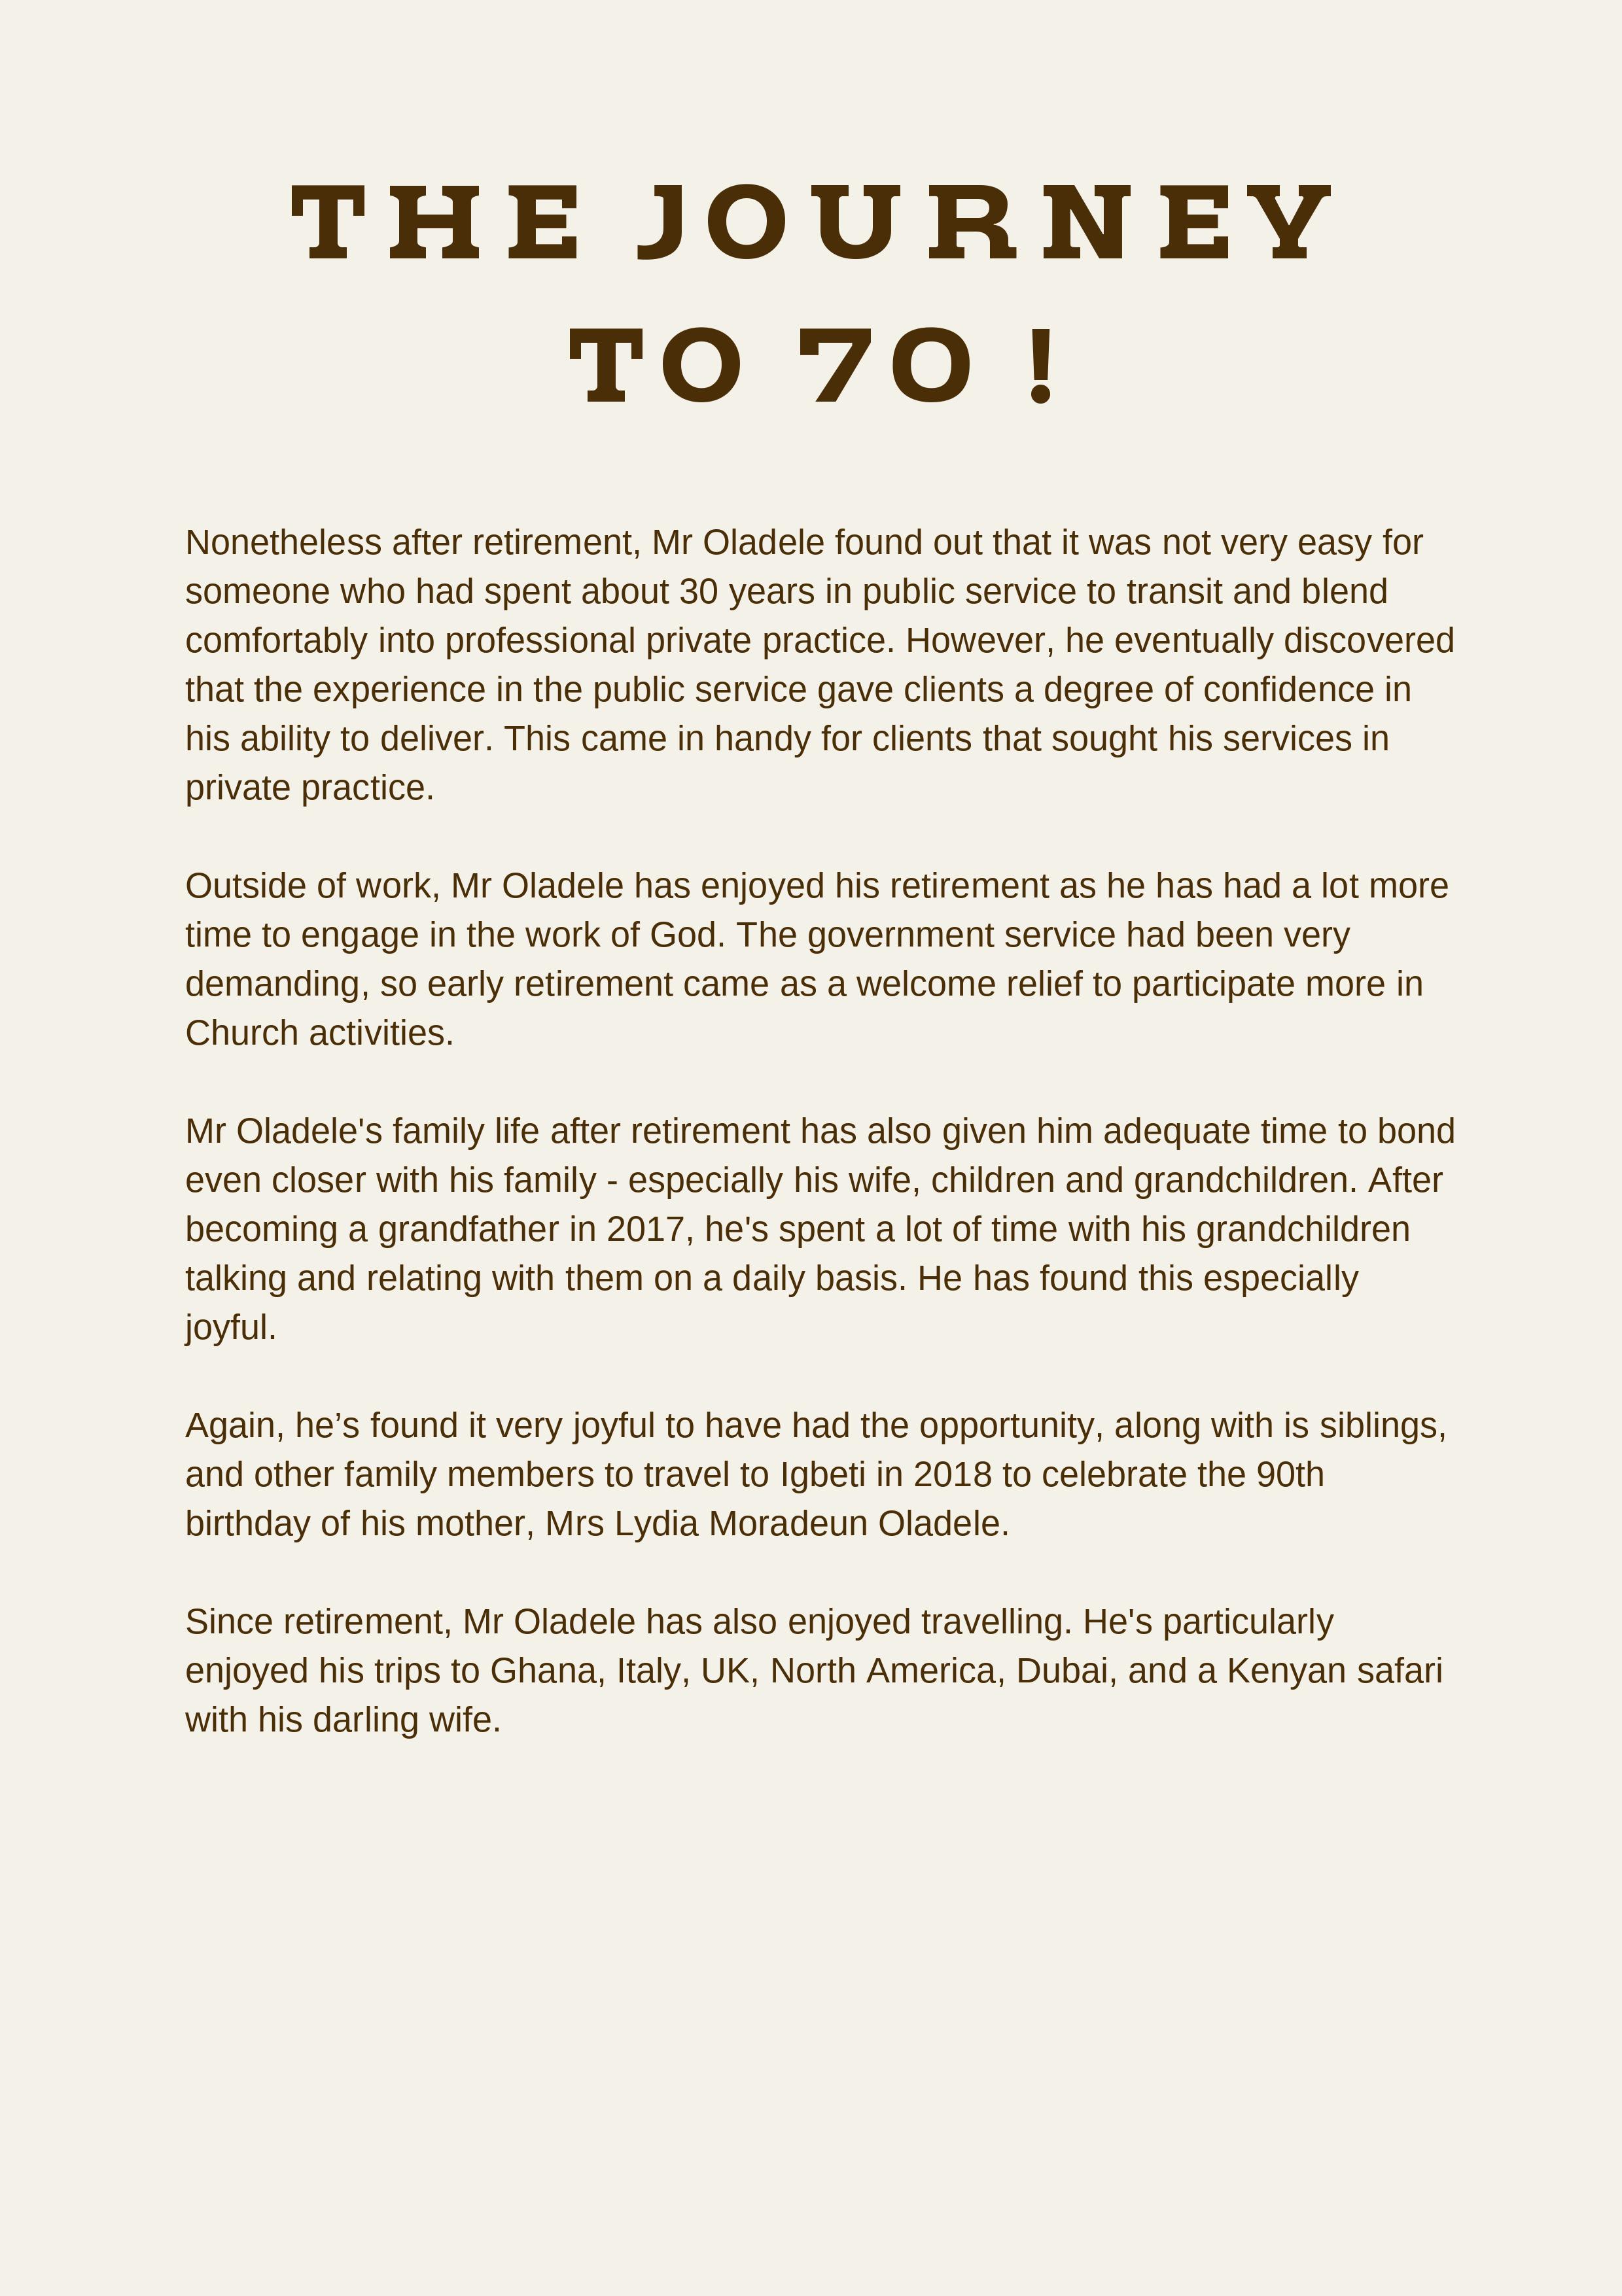 THE JOURNEY
TO 70 !
Nonetheless after retirement, Mr Oladele found out that it was not very easy for
someone who had spent about 30 years in public service to transit and blend
comfortably into professional private practice. However, he eventually discovered
that the experience in the public service gave clients a degree of confidence in
his ability to deliver. This came in handy for clients that sought his services in
private practice.
Outside of work, Mr Oladele has enjoyed his retirement as he has had a lot more
time to engage in the work of God. The government service had been very
demanding, so early retirement came as a welcome relief to participate more in
Church activities.
Mr Oladele's family life after retirement has also given him adequate time to bond
even closer with his family - especially his wife, children and grandchildren. After
becoming a grandfather in 2017, he's spent a lot of time with his grandchildren
talking and relating with them on a daily basis. He has found this especially
joyful.
Again, he’s found it very joyful to have had the opportunity, along with is siblings,
and other family members to travel to Igbeti in 2018 to celebrate the 90th
birthday of his mother, Mrs Lydia Moradeun Oladele.
Since retirement, Mr Oladele has also enjoyed travelling. He's particularly
enjoyed his trips to Ghana, Italy, UK, North America, Dubai, and a Kenyan safari
with his darling wife.